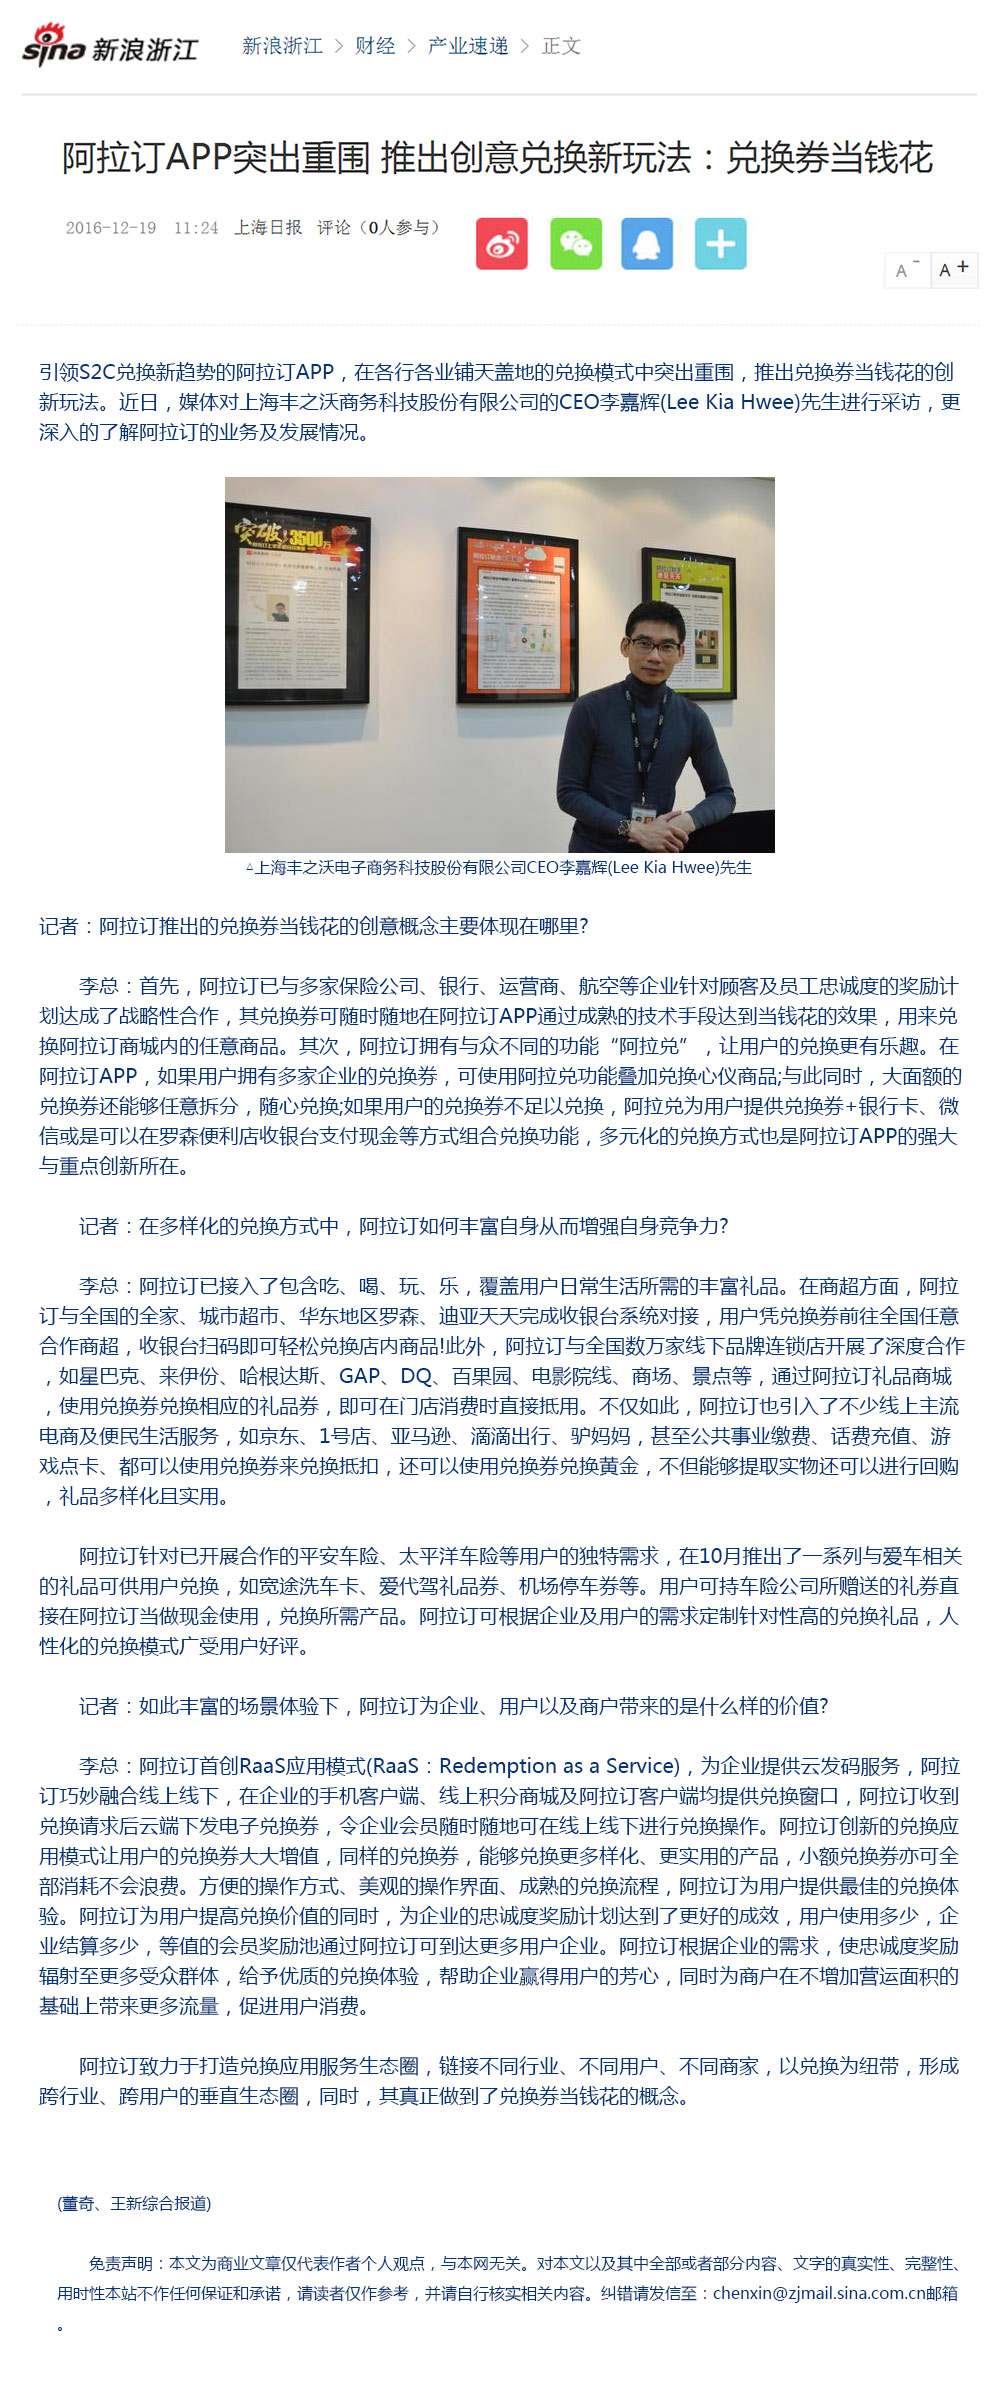 sina 新浪浙江 新浪浙江 > 财经 > 产业速递 > 正文
阿拉订APP突出重围 推出创意兑换新玩法：兑换券当钱花
2016-12-19 11:24 上海日报 评论（0人参与）
A - A +
引领S2C兑换新趋势的阿拉订APP，在各行各业铺天盖地的兑换模式中突出重围，推出兑换券当钱花的创
新玩法。近日，媒体对上海丰之沃商务科技股份有限公司的CEO李嘉辉(Lee Kia Hwee)先生进行采访，更
深入的了解阿拉订的业务及发展情况。
突破 3500万
△上海丰之沃电子商务科技股份有限公司CEO李嘉辉(Lee Kia Hwee)先生
记者：阿拉订推出的兑换券当钱花的创意概念主要体现在哪里?
李总：首先，阿拉订已与多家保险公司、银行、运营商、航空等企业针对顾客及员工忠诚度的奖励计
划达成了战略性合作，其兑换券可随时随地在阿拉订APP通过成熟的技术手段达到当钱花的效果，用来兑
换阿拉订商城内的任意商品。其次，阿拉订拥有与众不同的功能“阿拉兑”，让用户的兑换更有乐趣。在
阿拉订APP，如果用户拥有多家企业的兑换券，可使用阿拉兑功能叠加兑换心仪商品;与此同时，大面额的
兑换券还能够任意拆分，随心兑换;如果用户的兑换券不足以兑换，阿拉兑为用户提供兑换券+银行卡、微
信或是可以在罗森便利店收银台支付现金等方式组合兑换功能，多元化的兑换方式也是阿拉订APP的强大
与重点创新所在。
记者：在多样化的兑换方式中，阿拉订如何丰富自身从而增强自身竞争力?
李总：阿拉订已接入了包含吃、喝、玩、乐，覆盖用户日常生活所需的丰富礼品。在商超方面，阿拉
订与全国的全家、城市超市、华东地区罗森、迪亚天天完成收银台系统对接，用户凭兑换券前往全国任意
合作商超，收银台扫码即可轻松兑换店内商品!此外，阿拉订与全国数万家线下品牌连锁店开展了深度合作
，如星巴克、来伊份、哈根达斯、GAP、DQ、百果园、电影院线、商场、景点等，通过阿拉订礼品商城
，使用兑换券兑换相应的礼品券，即可在门店消费时直接抵用。不仅如此，阿拉订也引入了不少线上主流
电商及便民生活服务，如京东、1号店、亚马逊、滴滴出行、驴妈妈，甚至公共事业缴费、话费充值、游
戏点卡、都可以使用兑换券来兑换抵扣，还可以使用兑换券兑换黄金，不但能够提取实物还可以进行回购
，礼品多样化且实用。
阿拉订针对已开展合作的平安车险、太平洋车险等用户的独特需求，在10月推出了一系列与爱车相关
的礼品可供用户兑换，如宽途洗车卡、爱代驾礼品券、机场停车券等。用户可持车险公司所赠送的礼券直
接在阿拉订当做现金使用，兑换所需产品。阿拉订可根据企业及用户的需求定制针对性高的兑换礼品，人
性化的兑换模式广受用户好评。
记者：如此丰富的场景体验下，阿拉订为企业、用户以及商户带来的是什么样的价值?
李总：阿拉订首创RaaS应用模式(RaaS：Redemption as a Service)，为企业提供云发码服务，阿拉
订巧妙融合线上线下，在企业的手机客户端、线上积分商城及阿拉订客户端均提供兑换窗口，阿拉订收到
兑换请求后云端下发电子兑换券，令企业会员随时随地可在线上线下进行兑换操作。阿拉订创新的兑换应
用模式让用户的兑换券大大增值，同样的兑换券，能够兑换更多样化、更实用的产品，小额兑换券亦可全
部消耗不会浪费。方便的操作方式、美观的操作界面、成熟的兑换流程，阿拉订为用户提供最佳的兑换体
验。阿拉订为用户提高兑换价值的同时，为企业的忠诚度奖励计划达到了更好的成效，用户使用多少，企
业结算多少，等值的会员奖励池通过阿拉订可到达更多用户企业。阿拉订根据企业的需求，使忠诚度奖励
辐射至更多受众群体，给予优质的兑换体验，帮助企业赢得用户的芳心，同时为商户在不增加营运面积的
基础上带来更多流量，促进用户消费。
阿拉订致力于打造兑换应用服务生态圈，链接不同行业、不同用户、不同商家，以兑换为纽带，形成
跨行业、跨用户的垂直生态圈，同时，其真正做到了兑换券当钱花的概念。
(董奇、王新综合报道)
免责声明：本文为商业文章仅代表作者个人观点，与本网无关。对本文以及其中全部或者部分内容、文字的真实性、完整性、
用时性本站不作任何保证和承诺，请读者仅作参考，并请自行核实相关内容。纠错请发信至：chenxin@zjmail.sina.com.cn邮箱
。